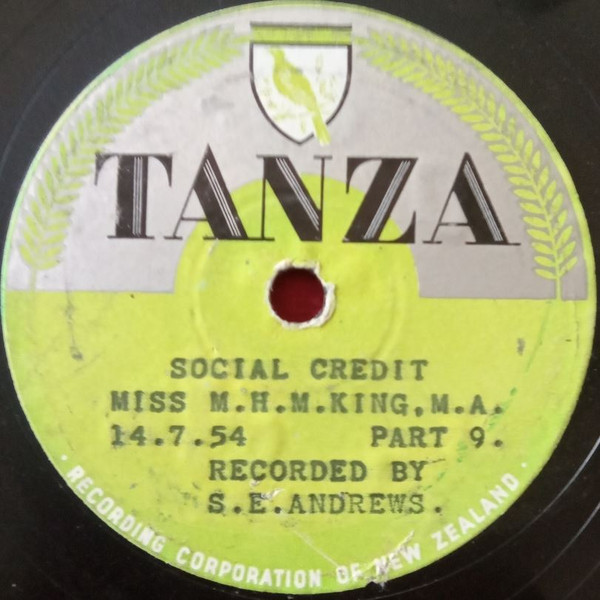 TANZA
SOCIAL CREDIT
MISS M.H.M.KING,M.A.
14.7.54 PART 9.
RECORDED BY
S.E.ANDREWS.
· RECORDING CORPORATION OF NEW ZEALAND ·